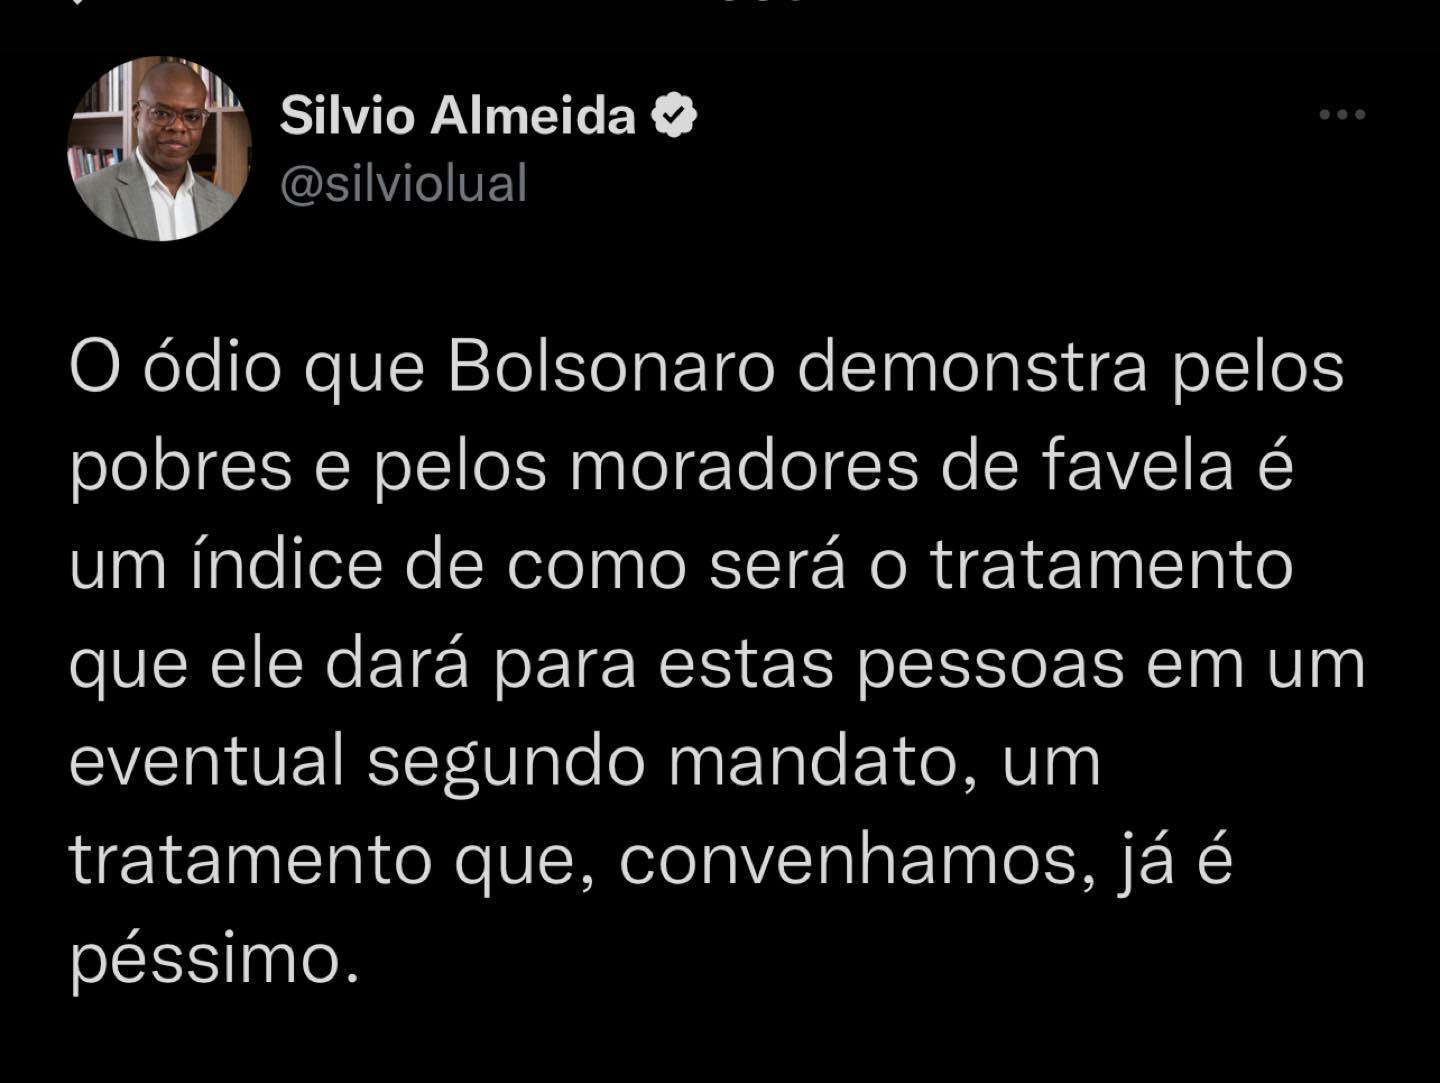 Silvio Almeida
@silviolual
O ódio que Bolsonaro demonstra pelos
pobres e pelos moradores de favela é
um índice de como será o tratamento
que ele dará para estas pessoas em um
eventual segundo mandato, um
tratamento que, convenhamos, já é
péssimo.